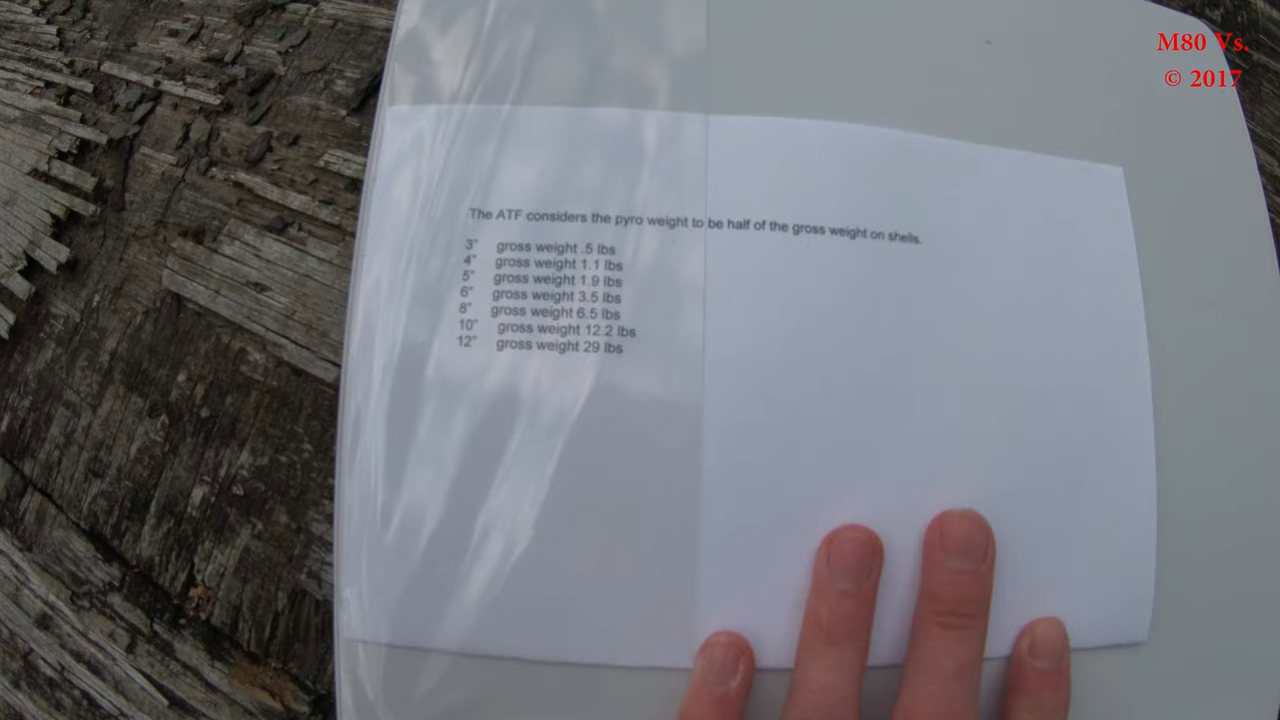 M80 Vs.
© 2017
The ATF considers the pyro weight to be half of the gross weight on shells.
3" gross weight .5 lbs
4" gross weight 1.1 lbs
5" gross weight 1.9 lbs
6" gross weight 3.5 lbs
8" gross weight 6.5 lbs
10" gross weight 12.2 lbs
12" gross weight 29 lbs